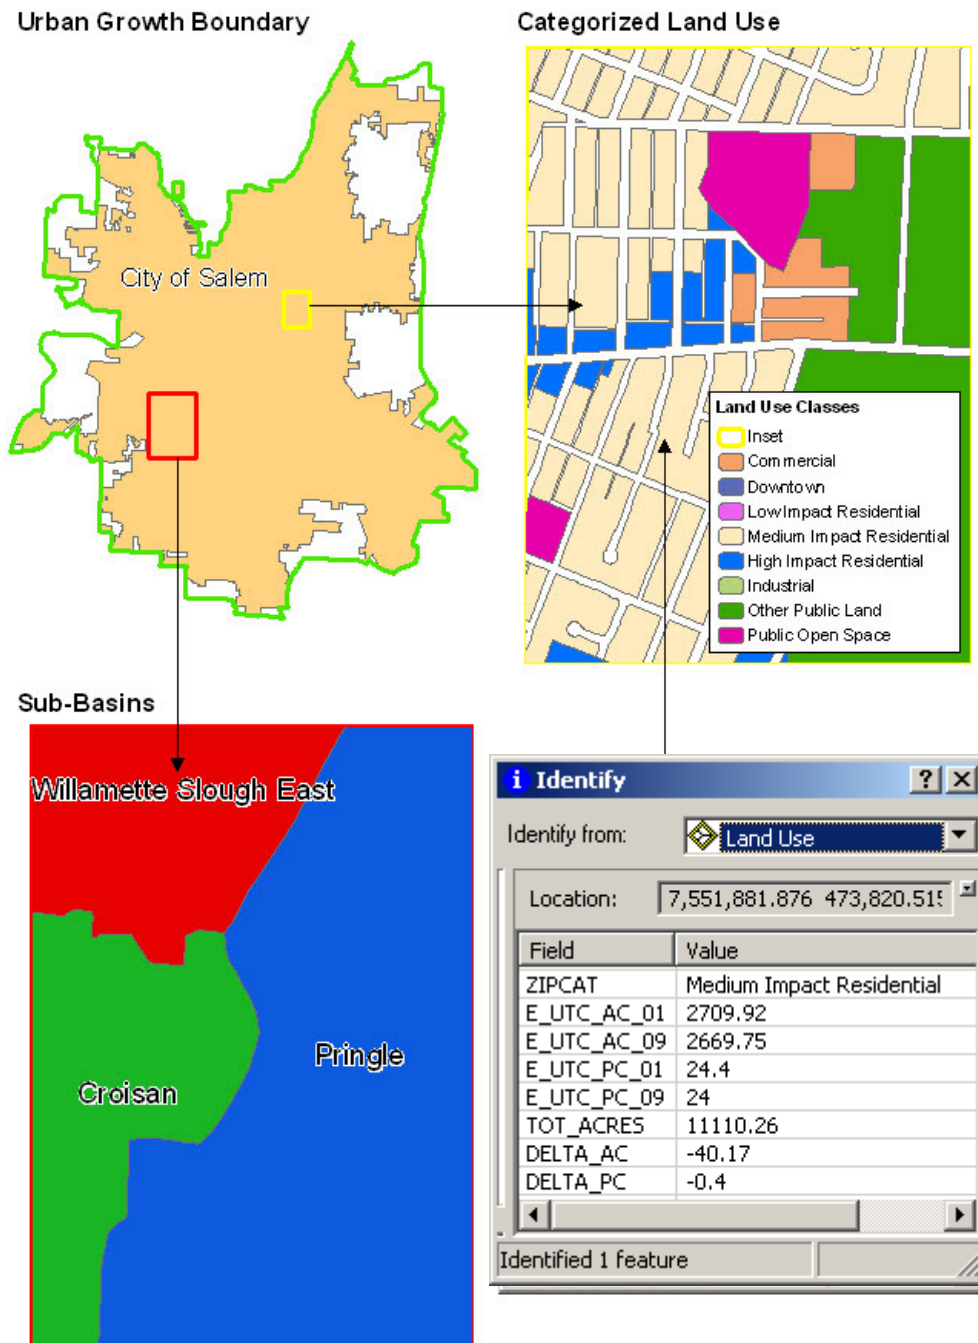 Urban Growth Boundary
Categorized Land Use
City of Salem
Land Use Classes
Inset
Commercial
Downtown
Low Impact Residential
Medium Impact Residential
High Impact Residential
Industrial
Other Public Land
Public Open Space
Sub-Basins
Willamette Slough East
Croisan
Pringle
i Identify ? X
Identify from: Land Use
Location: 7,551,881.876 473,820.515
Field Value
ZIPCAT Medium Impact Residential
E_UTC_AC_01 2709.92
E_UTC_AC_09 2669.75
E_UTC_PC_01 24.4
E_UTC_PC_09 24
TOT_ACRES 11110.26
DELTA_AC -40.17
DELTA_PC -0.4
Identified 1 feature